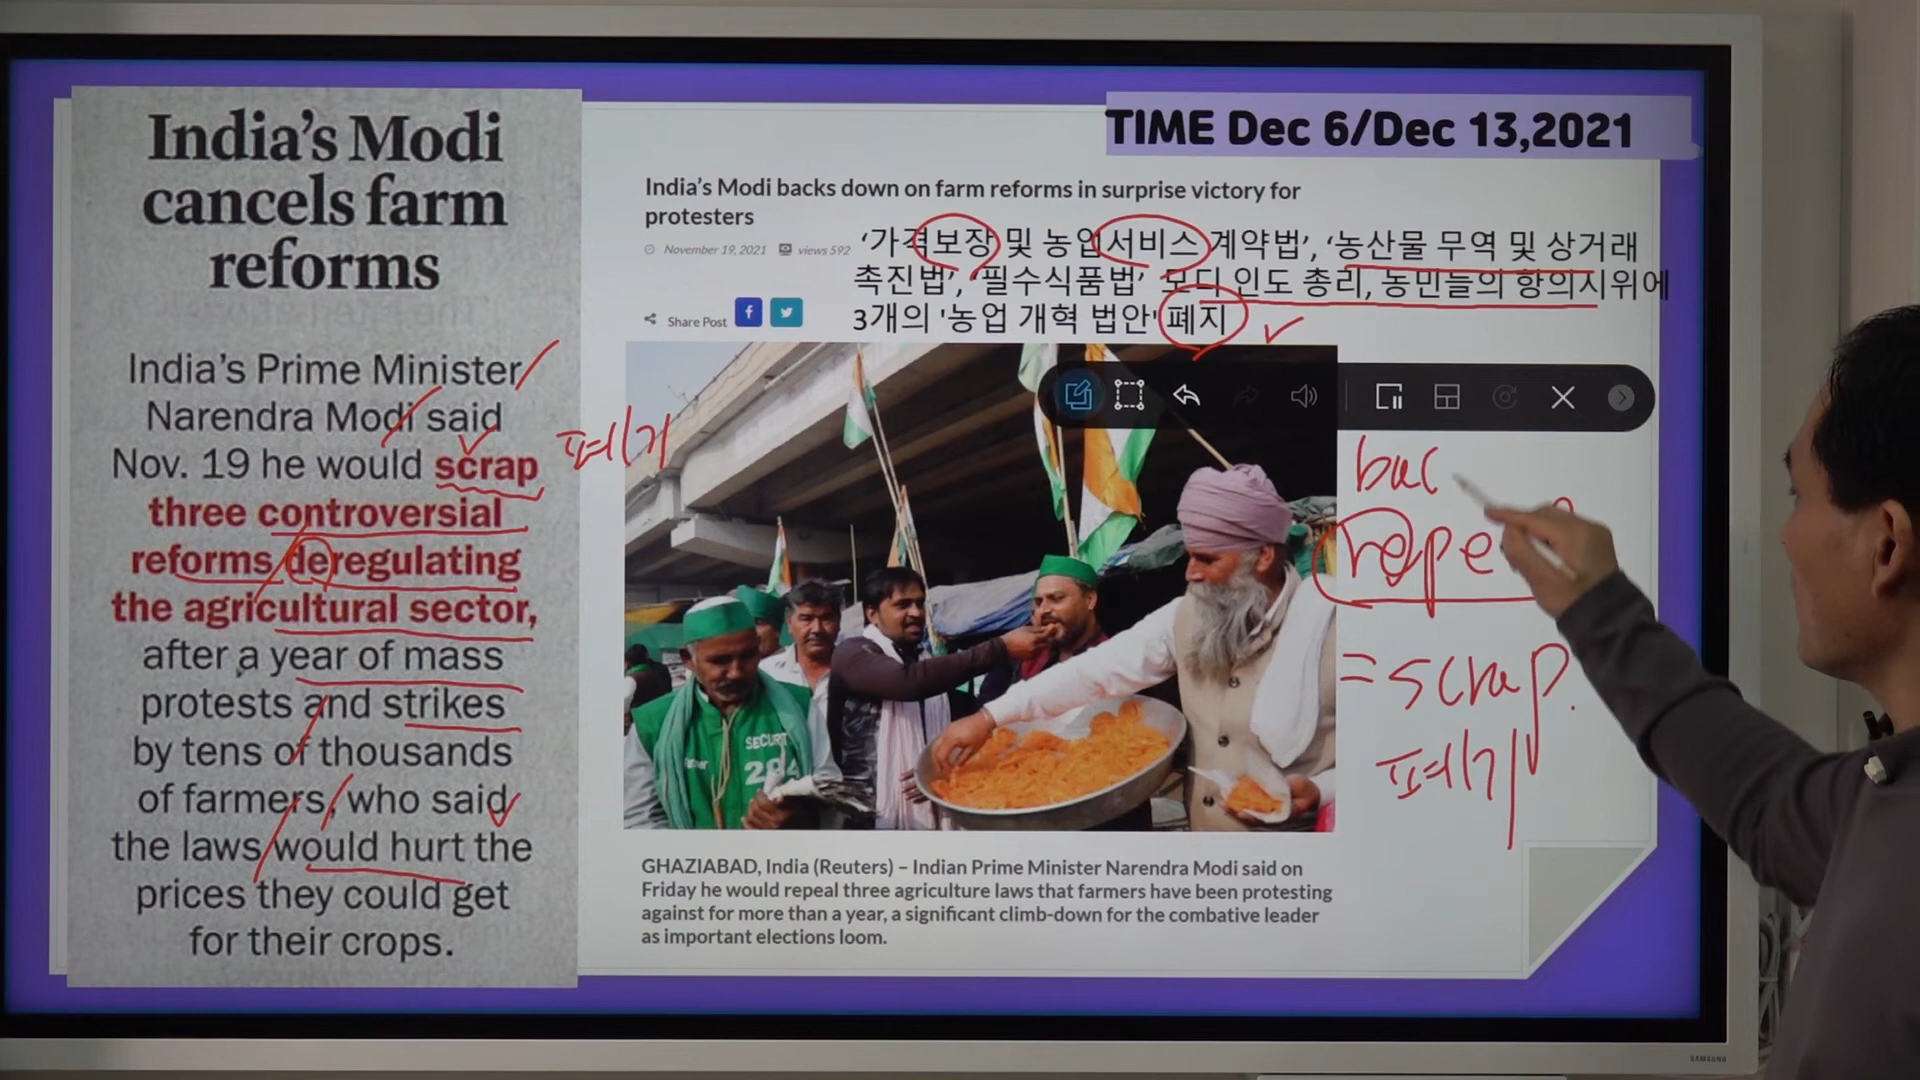 India's Modi
cancels farm
reforms
India's Prime Minister
Narendra Modi said
Nov. 19 he would scrap
three controversial
reforms deregulating
the agricultural sector,
after a year of mass
protests and strikes
by tens of thousands
of farmers, who said
the laws would hurt the
prices they could get
for their crops.
폐기
TIME Dec 6/Dec 13,2021
India's Modi backs down on farm reforms in surprise victory for
protesters
November 19, 2021 views 592
Share Post
'가격보장 및 농업서비스 계약법', '농산물 무역 및 상거래
촉진법', '필수식품법' 모디 인도 총리, 농민들의 항의시위에
3개의 '농업 개혁 법안' 폐지
SECURI
bac
repe
=scrap.
폐기
GHAZIABAD, India (Reuters) – Indian Prime Minister Narendra Modi said on
Friday he would repeal three agriculture laws that farmers have been protesting
against for more than a year, a significant climb-down for the combative leader
as important elections loom.
SAMSUNG